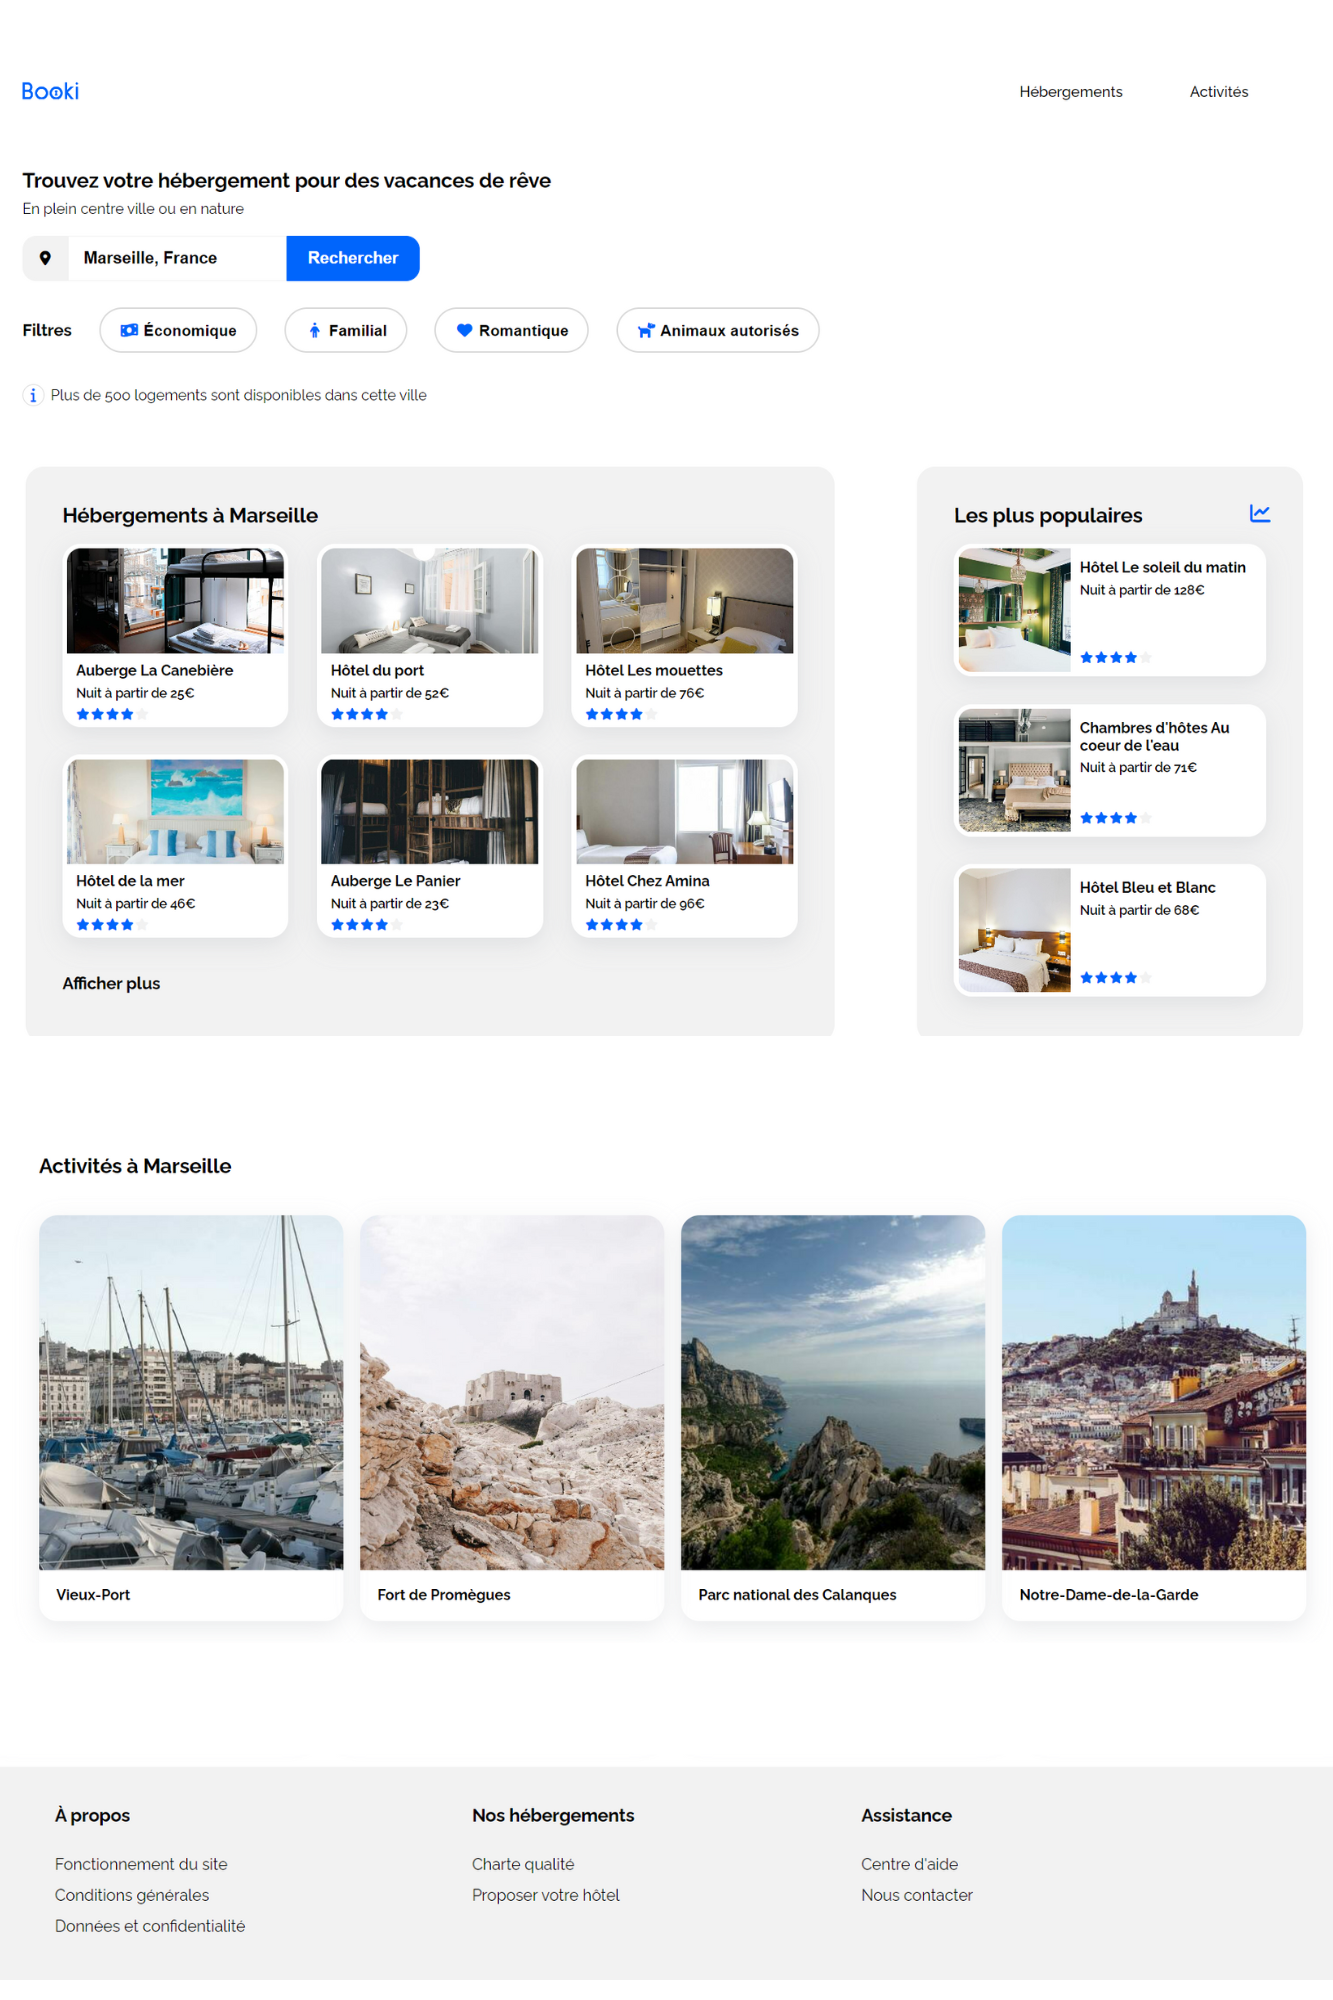 Booki
Hébergements
Activités
Trouvez votre hébergement pour des vacances de rêve
En plein centre ville ou en nature
Marseille, France
Rechercher
Filtres
Économique
Familial
Romantique
Animaux autorisés
Plus de 500 logements sont disponibles dans cette ville
Hébergements à Marseille
Auberge La Canebière
Nuit à partir de 25€
Hôtel du port
Nuit à partir de 52€
Hôtel Les mouettes
Nuit à partir de 76€
Hôtel de la mer
Nuit à partir de 46€
Auberge Le Panier
Nuit à partir de 23€
Hôtel Chez Amina
Nuit à partir de 96€
Afficher plus
Les plus populaires
Hôtel Le soleil du matin
Nuit à partir de 128€
Chambres d'hôtes Au
coeur de l'eau
Nuit à partir de 71€
Hôtel Bleu et Blanc
Nuit à partir de 68€
Activités à Marseille
Vieux-Port
Fort de Promègues
Parc national des Calanques
Notre-Dame-de-la-Garde
À propos
Fonctionnement du site
Conditions générales
Données et confidentialité
Nos hébergements
Charte qualité
Proposer votre hôtel
Assistance
Centre d'aide
Nous contacter